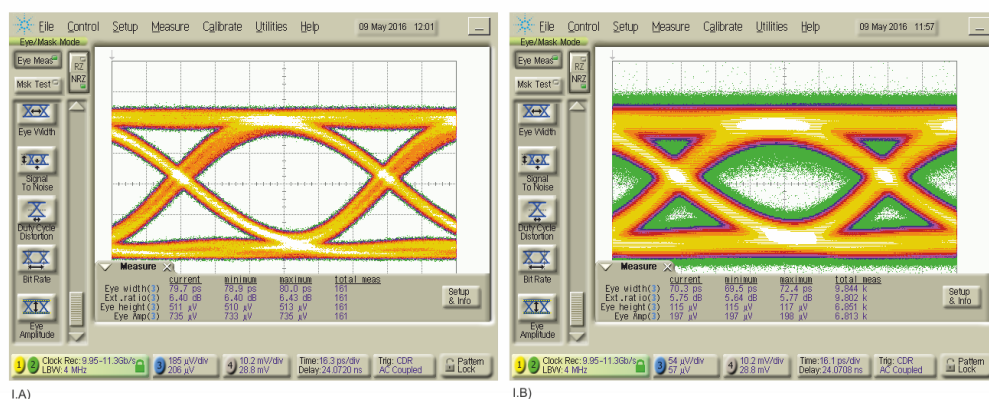 File Control Setup Measure Calibrate Utilities Help 09 May 2016 12:01
Eye/Mask Mode
Eye Meas
RZ
NRZ
Msk Test
Eye Width
Signal
To Noise
Duty Cycle
Distortion
Bit Rate
Eye
Amplitude
Measure
current minimum maximum total meas
Eye width(3) 79.7 ps 78.9 ps 80.0 ps 161
Ext.ratio(3) 6.40 dB 6.40 dB 6.43 dB 161
Eye height(3) 511 µV 510 µV 513 µV 161
Eye Amp(3) 735 µV 733 µV 735 µV 161
Setup
& Info
1 2 Clock Rec: 9.95-11.3Gb/s
LBW: 4 MHz
3 185 µV/div
206 µV
4 10.2 mV/div
28.8 mV
Time:16.3 ps/div
Delay:24.0720 ns
Trig: CDR
AC Coupled
Pattern
Lock
I.A)
File Control Setup Measure Calibrate Utilities Help 09 May 2016 11:57
Eye/Mask Mode
Eye Meas
RZ
NRZ
Msk Test
Eye Width
Signal
To Noise
Duty Cycle
Distortion
Bit Rate
Eye
Amplitude
Measure
current minimum maximum total meas
Eye width(3) 70.3 ps 69.5 ps 72.4 ps 9.844 k
Ext.ratio(3) 5.75 dB 5.64 dB 5.77 dB 9.802 k
Eye height(3) 115 µV 115 µV 117 µV 6.851 k
Eye Amp(3) 197 µV 197 µV 198 µV 6.813 k
Setup
& Info
1 2 Clock Rec: 9.95-11.3Gb/s
LBW: 4 MHz
3 54 µV/div
57 µV
4 10.2 mV/div
28.8 mV
Time:16.1 ps/div
Delay:24.0708 ns
Trig: CDR
AC Coupled
Pattern
Lock
I.B)